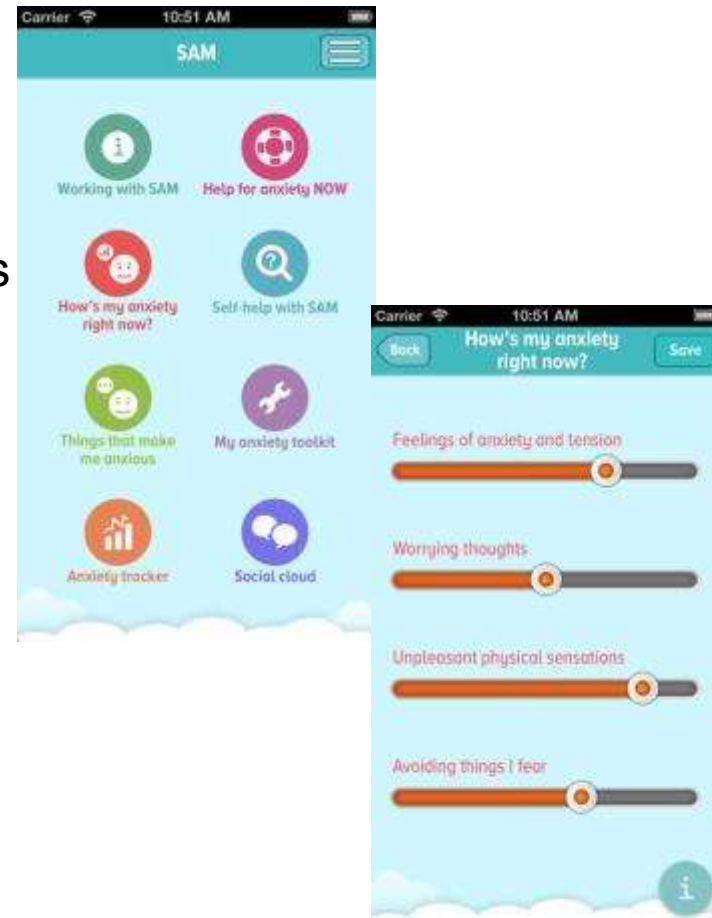 Carrier 10:51 AM
SAM
Working with SAM
Help for anxiety NOW
s
How's my anxiety
right now?
Self-help with SAM
Things that make
me anxious
My anxiety toolkit
Anxiety tracker
Social cloud
Carrier 10:51 AM
Back
How's my anxiety
right now?
Save
Feelings of anxiety and tension
Worrying thoughts
Unpleasant physical sensations
Avoiding things I fear